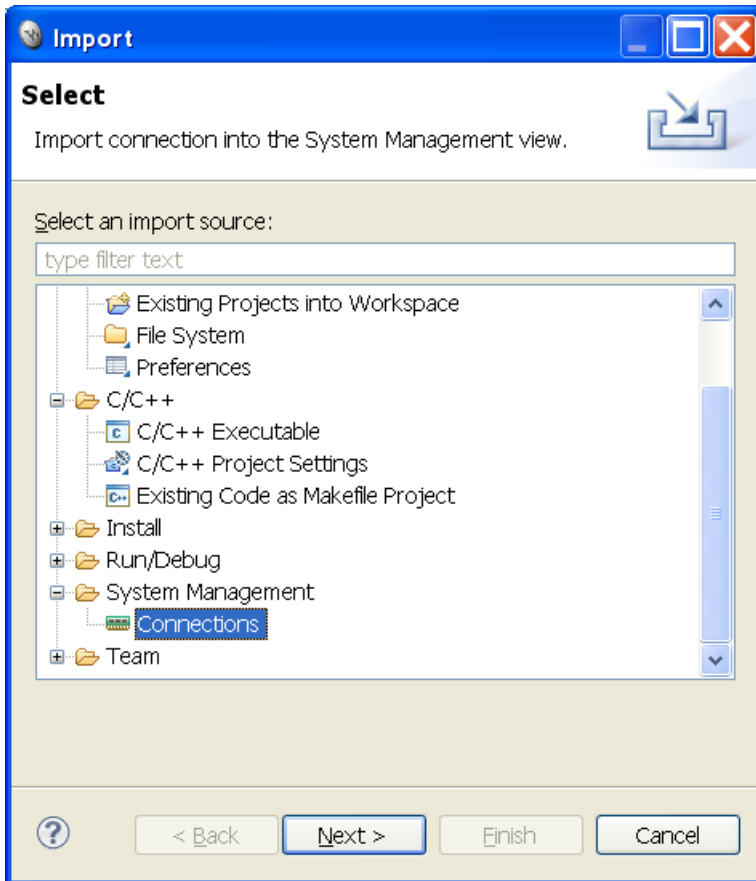 Import
Select
Import connection into the System Management view.
Select an import source:
type filter text
Existing Projects into Workspace
File System
Preferences
C/C++
C/C++ Executable
C/C++ Project Settings
Existing Code as Makefile Project
Install
Run/Debug
System Management
Connections
Team
< Back Next > Finish Cancel